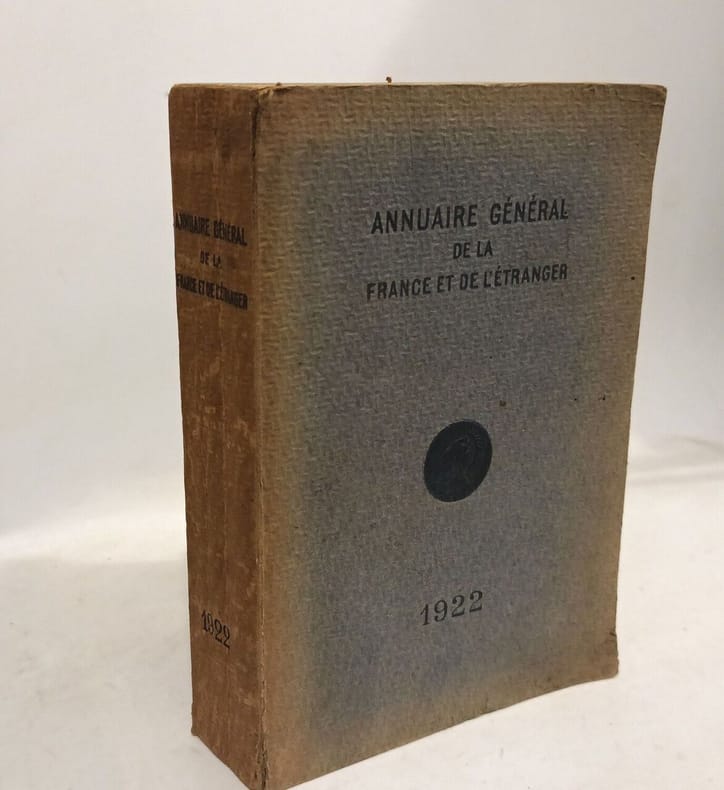 ANNUAIRE GÉNÉRAL
DE LA
FRANCE ET DE L'ÉTRANGER
1922
ANNUAIRE GÉNÉRAL
DE LA
FRANCE ET DE L'ÉTRANGER
1922